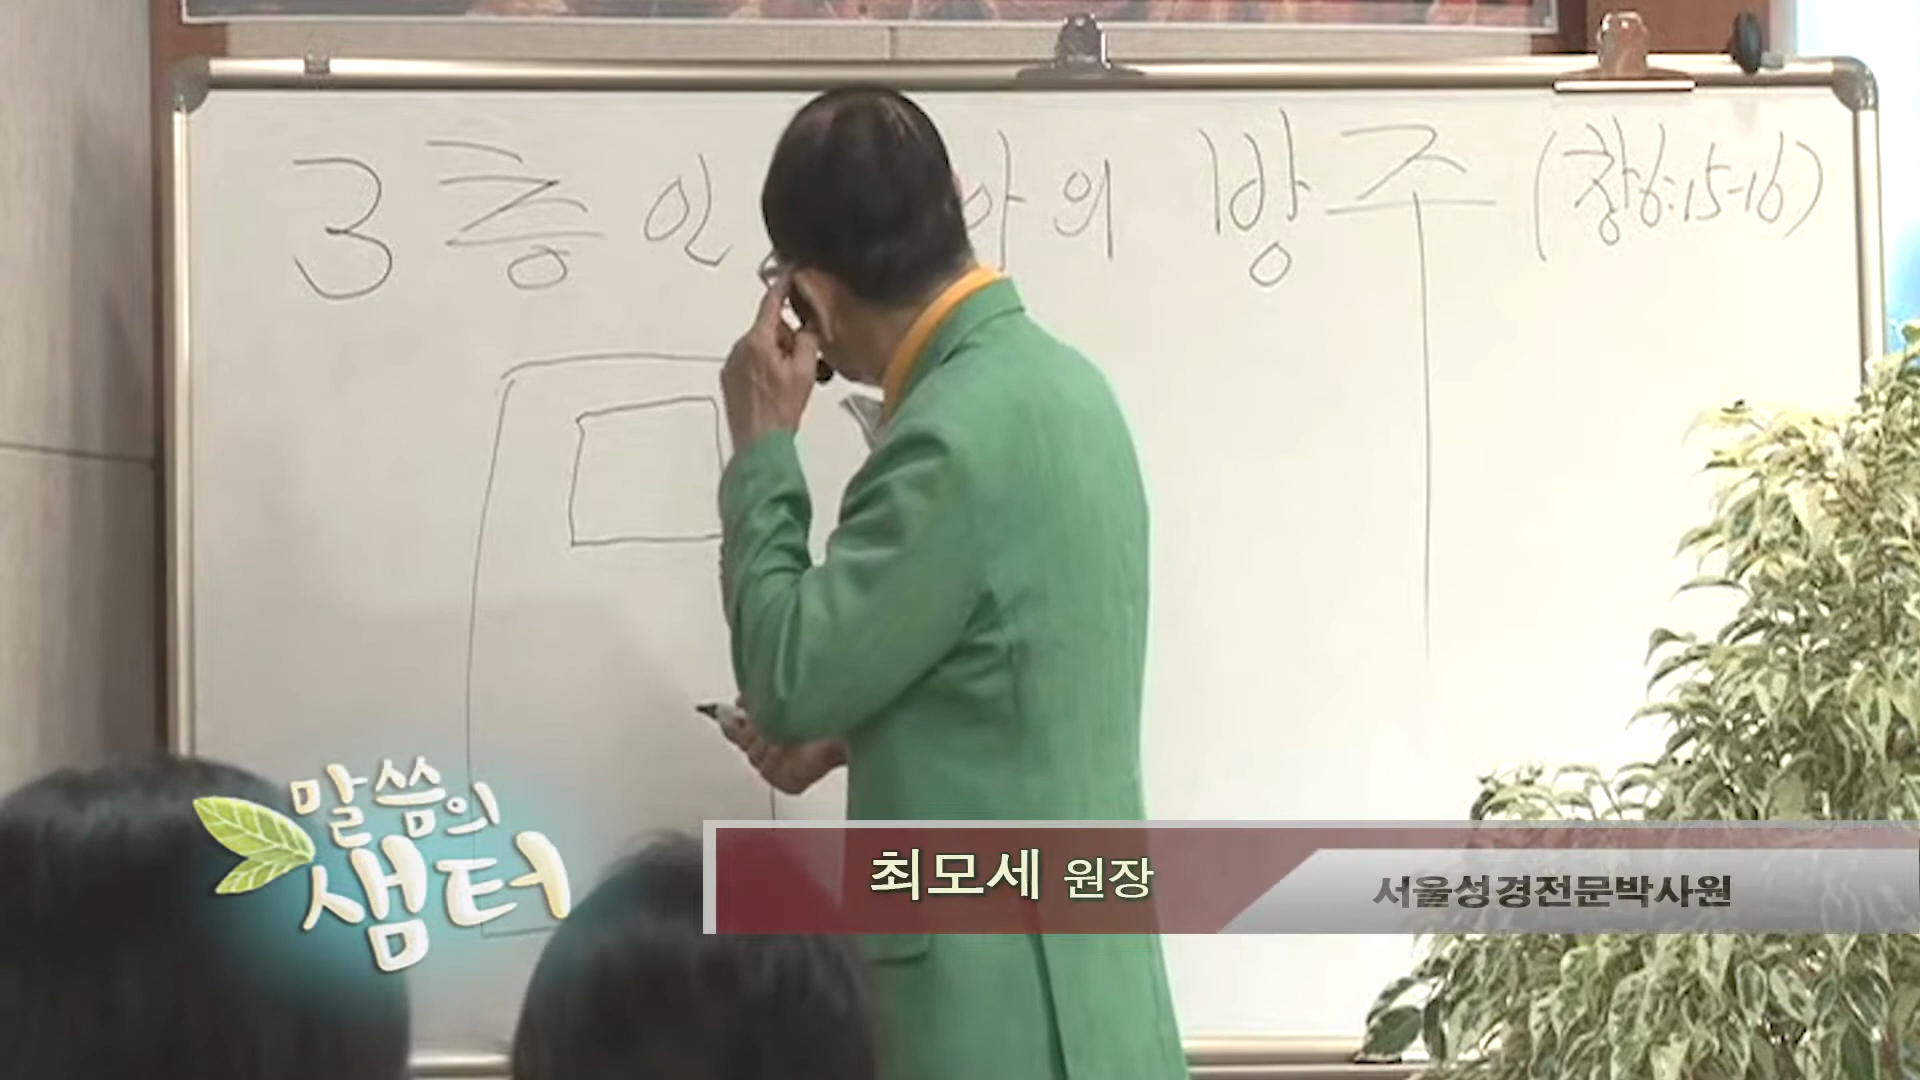 3층인 아의 방주 (창6:15-16)
말씀의
샘터
최모세 원장
서울성경전문박사원